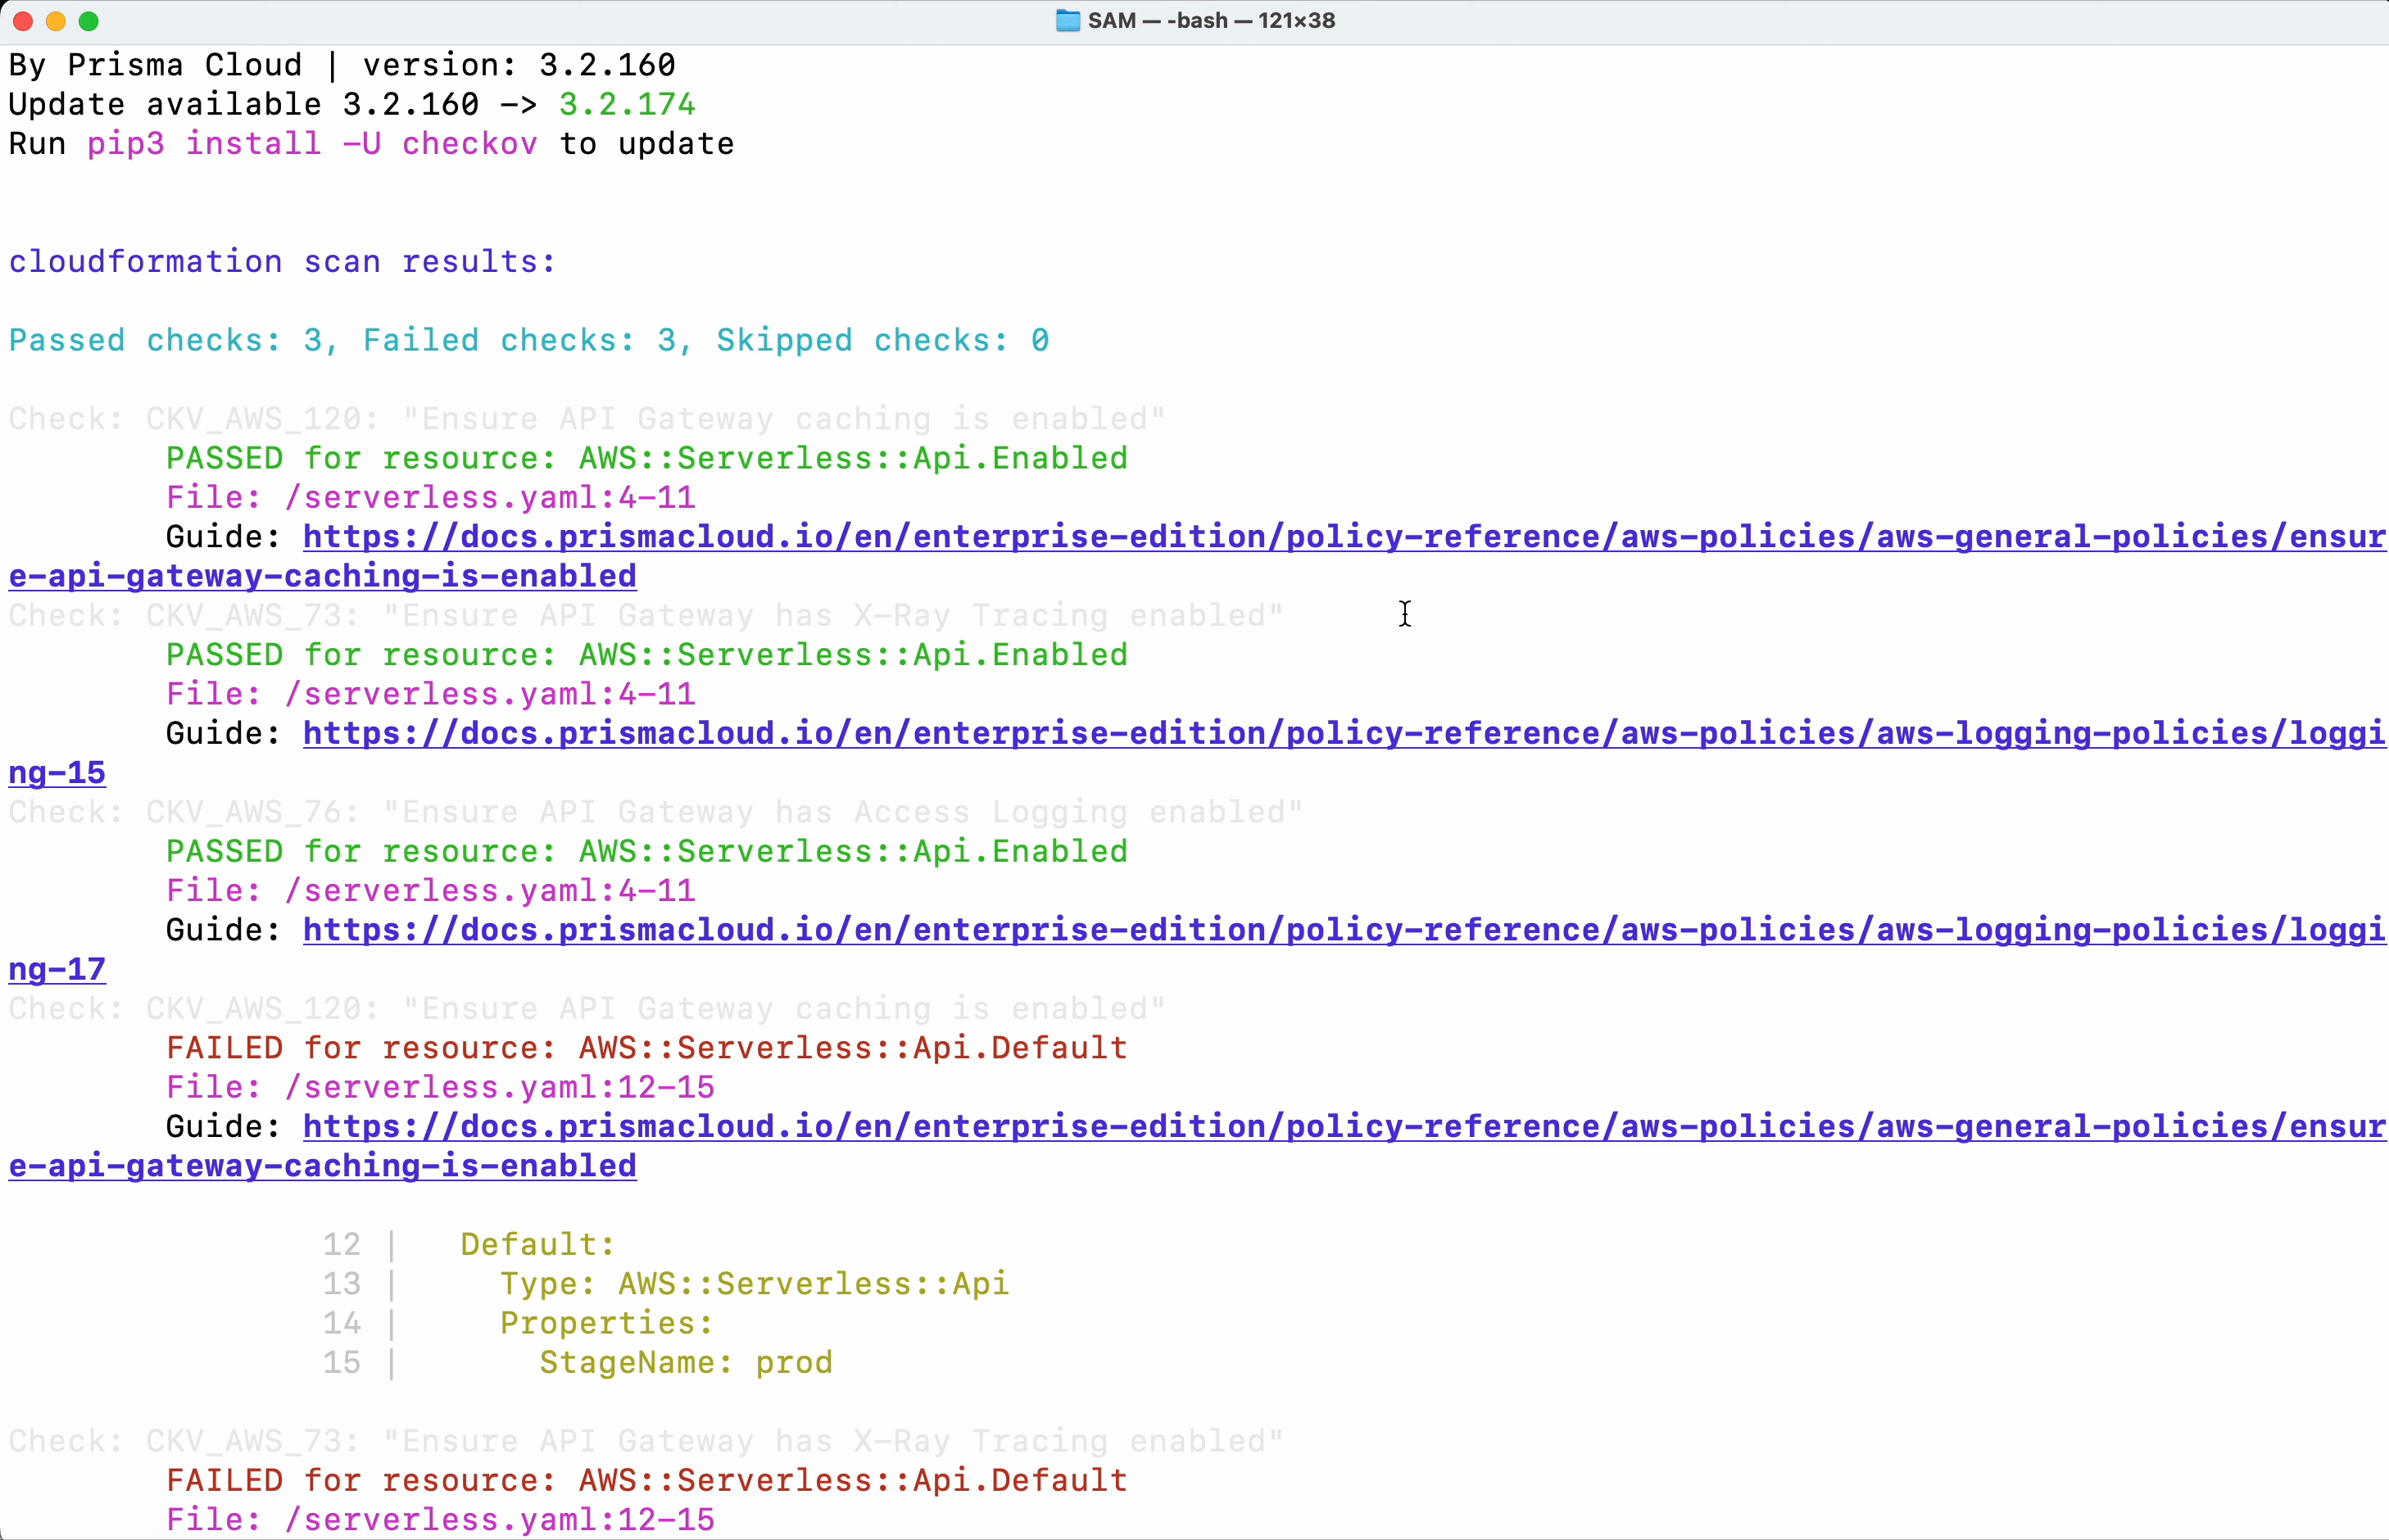 SAM — -bash — 121×38
By Prisma Cloud | version: 3.2.160
Update available 3.2.160 -> 3.2.174
Run pip3 install -U checkov to update
cloudformation scan results:
Passed checks: 3, Failed checks: 3, Skipped checks: 0
Check: CKV_AWS_120: "Ensure API Gateway caching is enabled"
PASSED for resource: AWS::Serverless::Api.Enabled
File: /serverless.yaml:4-11
Guide: https://docs.prismacloud.io/en/enterprise-edition/policy-reference/aws-policies/aws-general-policies/ensur
e-api-gateway-caching-is-enabled
Check: CKV_AWS_73: "Ensure API Gateway has X-Ray Tracing enabled"
PASSED for resource: AWS::Serverless::Api.Enabled
File: /serverless.yaml:4-11
Guide: https://docs.prismacloud.io/en/enterprise-edition/policy-reference/aws-policies/aws-logging-policies/loggi
ng-15
Check: CKV_AWS_76: "Ensure API Gateway has Access Logging enabled"
PASSED for resource: AWS::Serverless::Api.Enabled
File: /serverless.yaml:4-11
Guide: https://docs.prismacloud.io/en/enterprise-edition/policy-reference/aws-policies/aws-logging-policies/loggi
ng-17
Check: CKV_AWS_120: "Ensure API Gateway caching is enabled"
FAILED for resource: AWS::Serverless::Api.Default
File: /serverless.yaml:12-15
Guide: https://docs.prismacloud.io/en/enterprise-edition/policy-reference/aws-policies/aws-general-policies/ensur
e-api-gateway-caching-is-enabled
12 |   Default:
13 |     Type: AWS::Serverless::Api
14 |     Properties:
15 |       StageName: prod
Check: CKV_AWS_73: "Ensure API Gateway has X-Ray Tracing enabled"
FAILED for resource: AWS::Serverless::Api.Default
File: /serverless.yaml:12-15